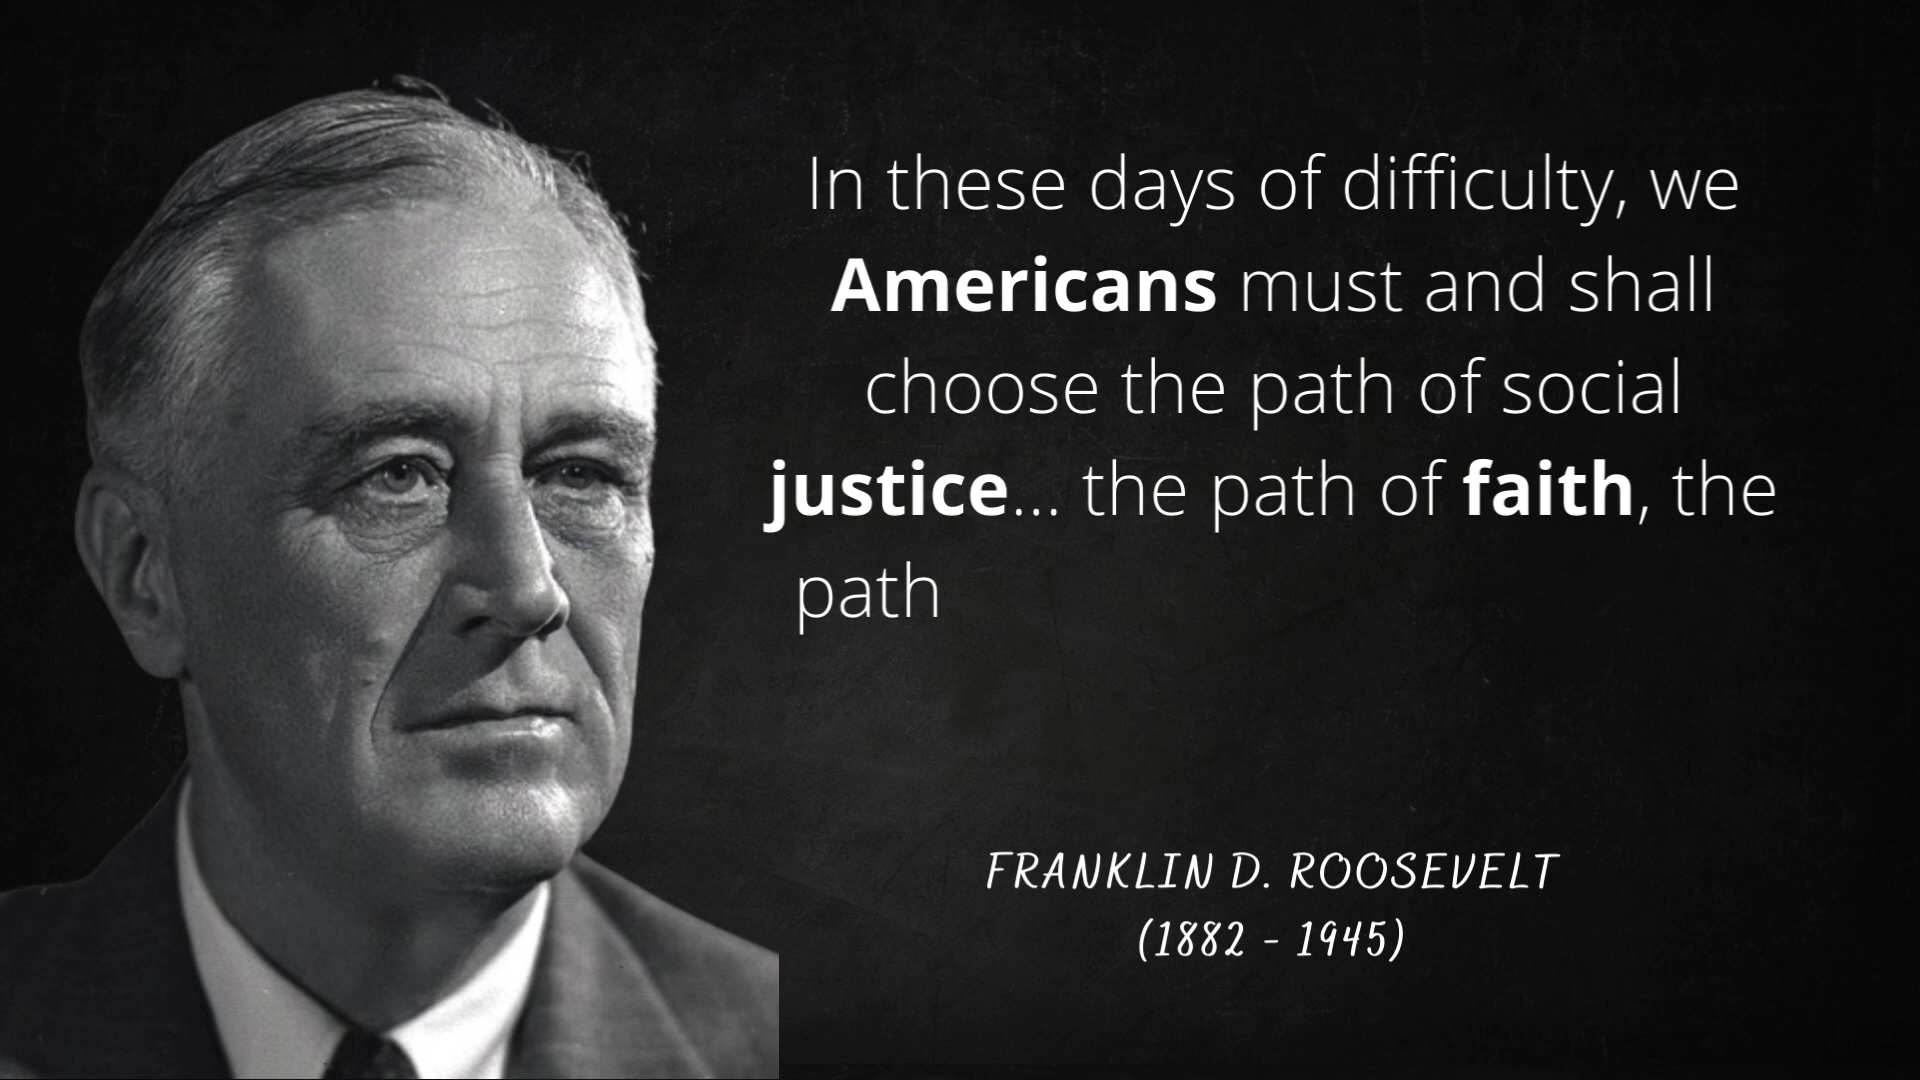 In these days of difficulty, we
Americans must and shall
choose the path of social
justice... the path of faith, the
path
FRANKLIN D. ROOSEVELT
(1882 - 1945)